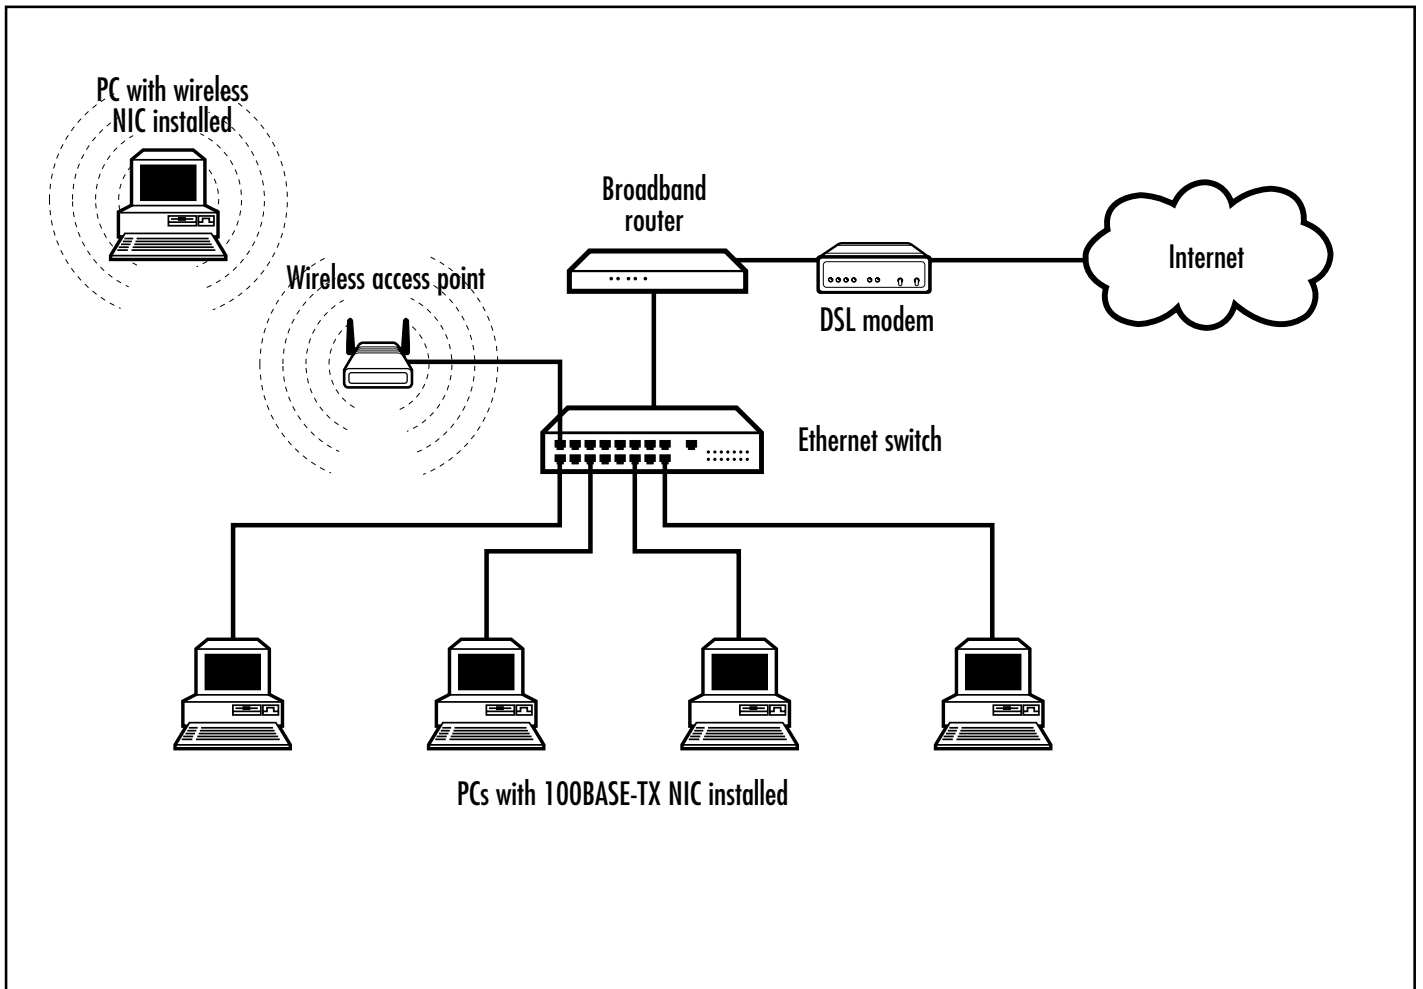 PC with wireless
NIC installed
Broadband
router
Internet
Wireless access point
DSL modem
Ethernet switch
PCs with 100BASE-TX NIC installed